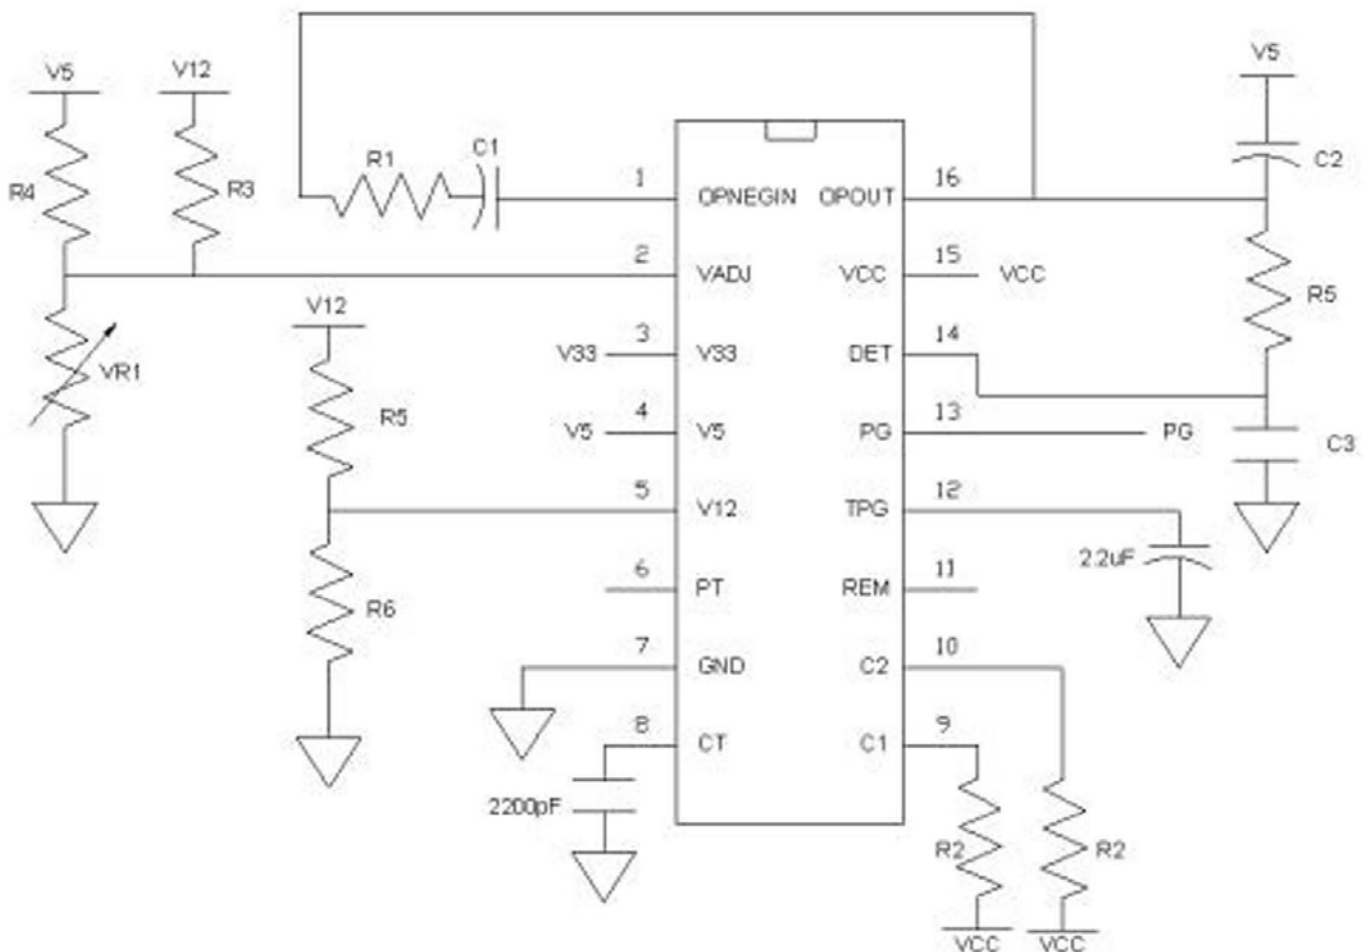 V5
V12
V5
R4
R3
R1
C1
C2
1
OPNEGIN
OPOUT
16
2
VADJ
VCC
15
VCC
R5
V12
3
V33
V33
DET
14
VR1
R5
4
V5
V5
PG
13
PG
C3
5
V12
TPG
12
2.2uF
6
PT
REM
11
R6
7
GND
C2
10
8
CT
C1
9
2200pF
R2
R2
VCC
VCC